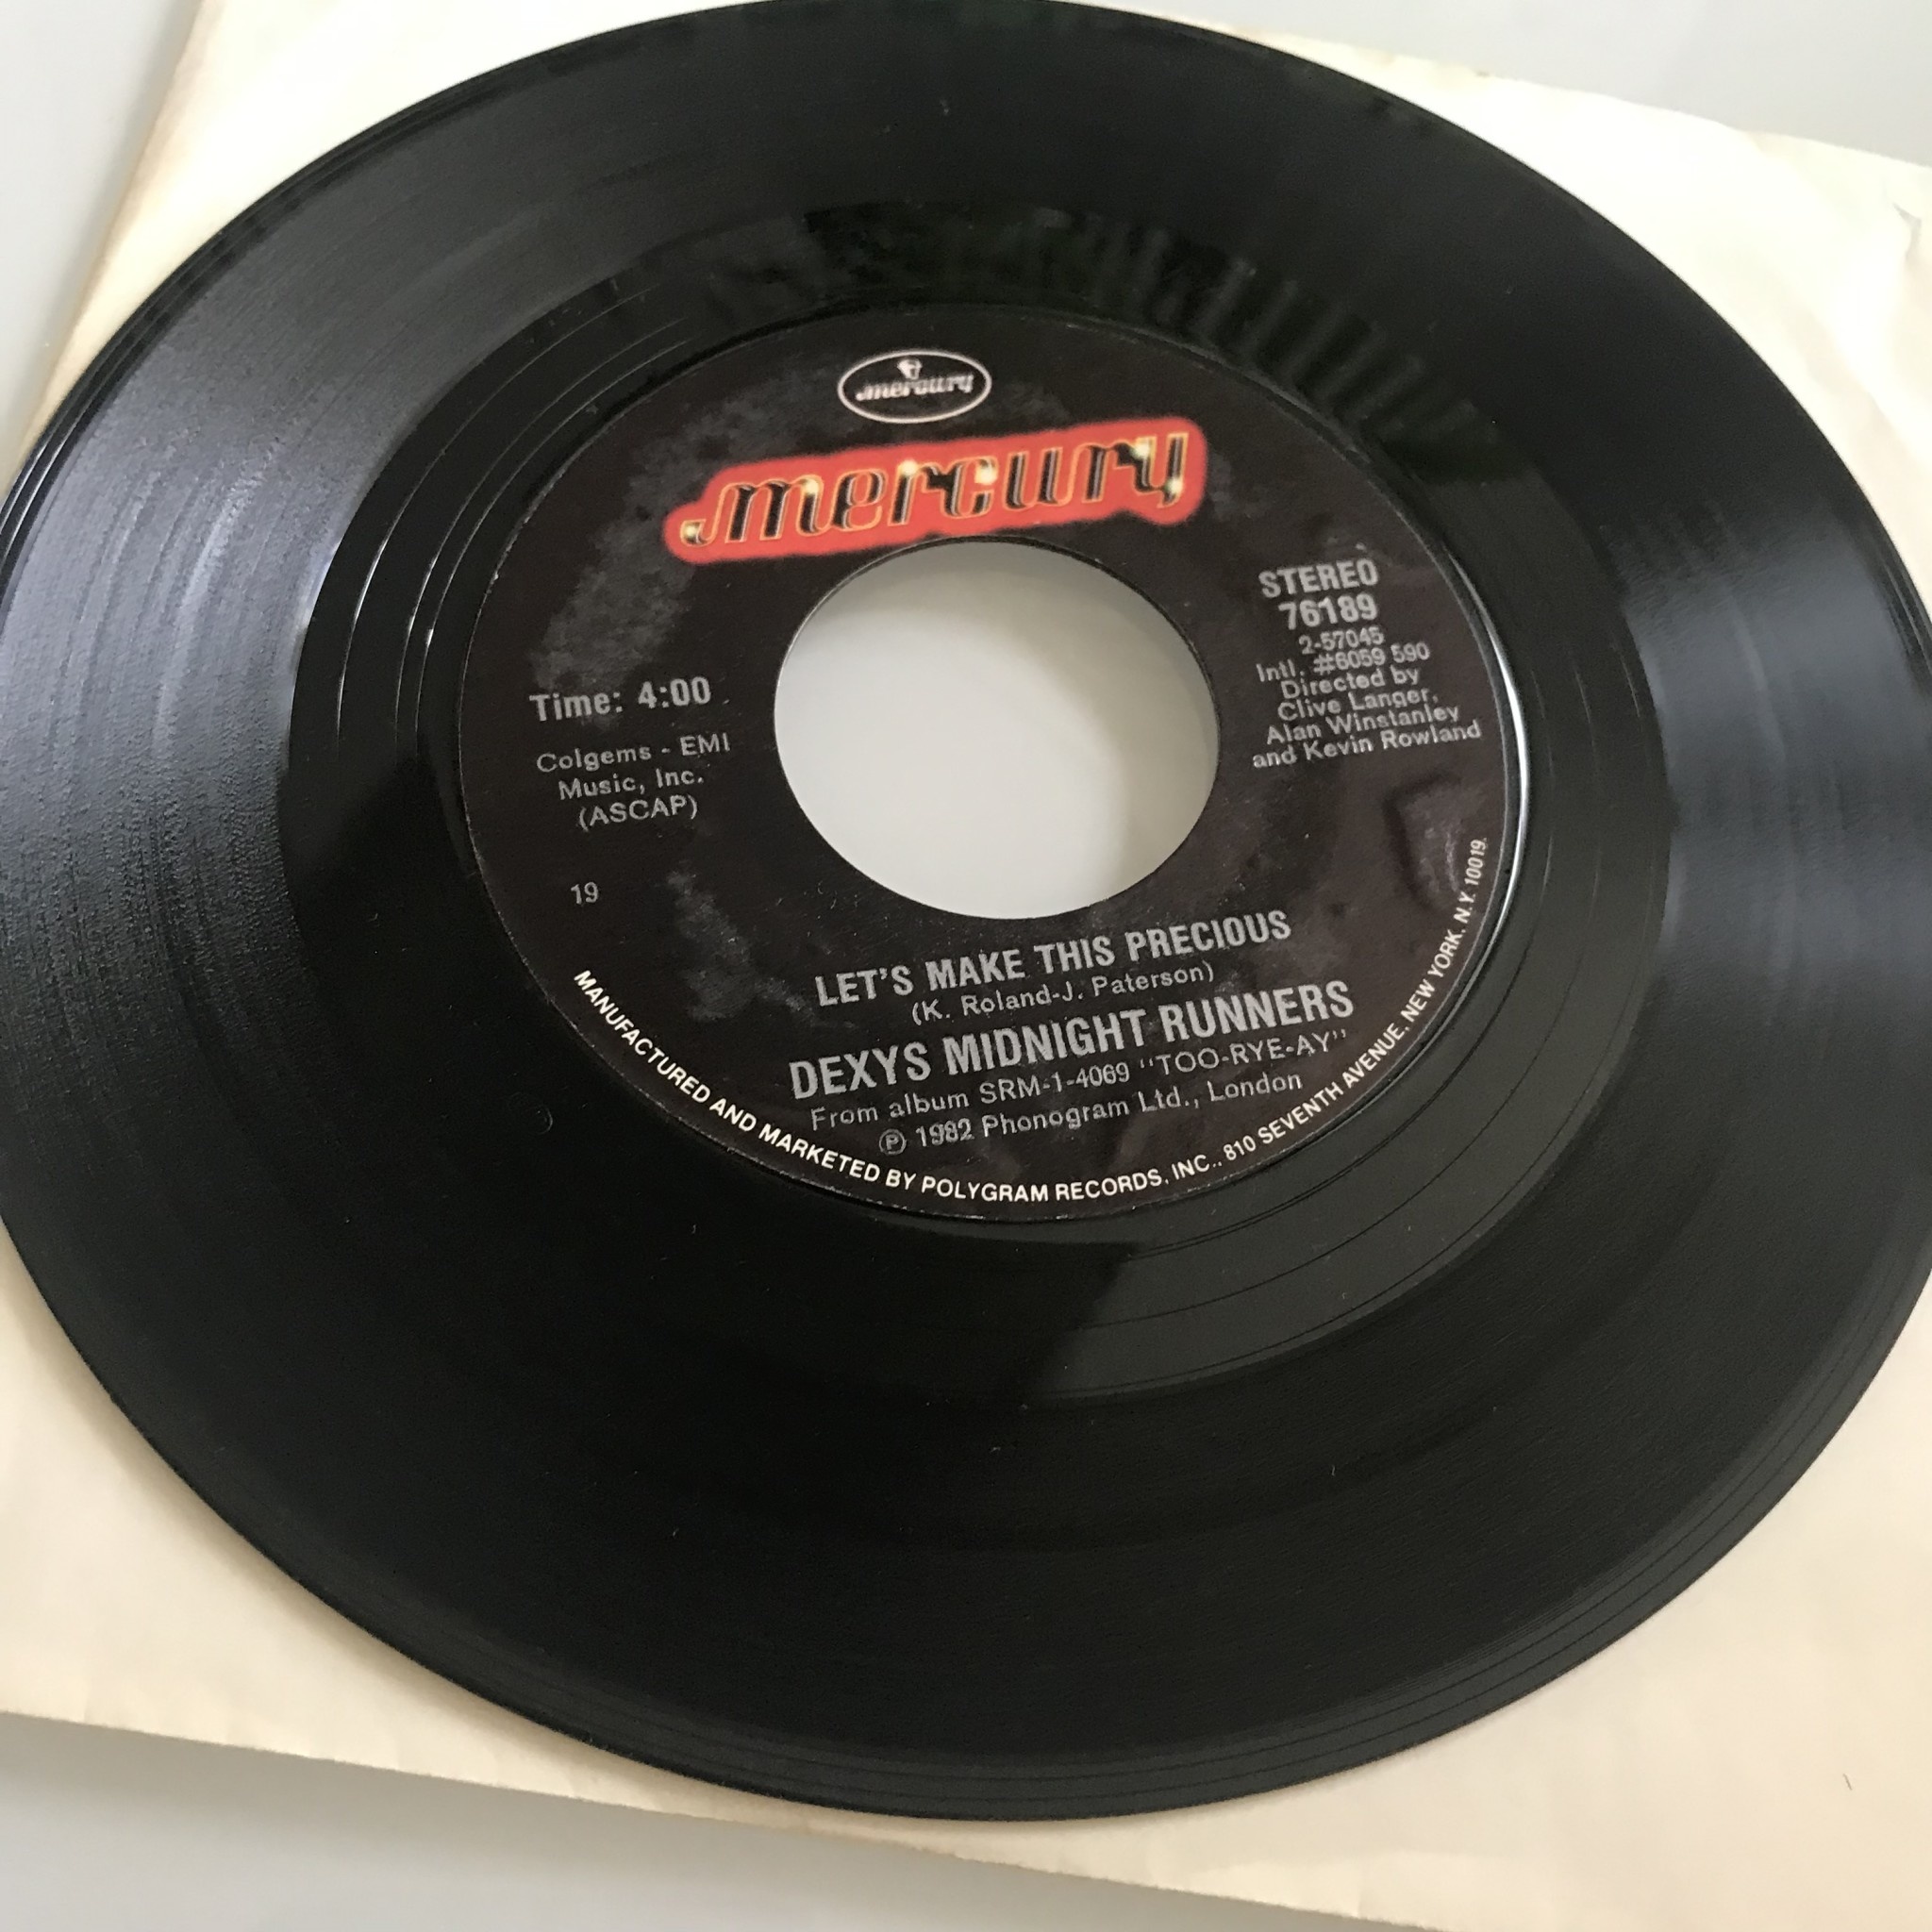 mercury
mercury
STEREO
76189
2-57045
Intl. #6059 590
Directed by
Clive Langer,
Alan Winstanley
and Kevin Rowland
Time: 4:00
Colgems - EMI
Music, Inc.
(ASCAP)
19
LET'S MAKE THIS PRECIOUS
(K. Roland-J. Paterson)
DEXYS MIDNIGHT RUNNERS
From album SRM-1-4069 "TOO-RYE-AY"
℗ 1982 Phonogram Ltd., London
MANUFACTURED AND MARKETED BY POLYGRAM RECORDS, INC., 810 SEVENTH AVENUE, NEW YORK, N.Y. 10019.